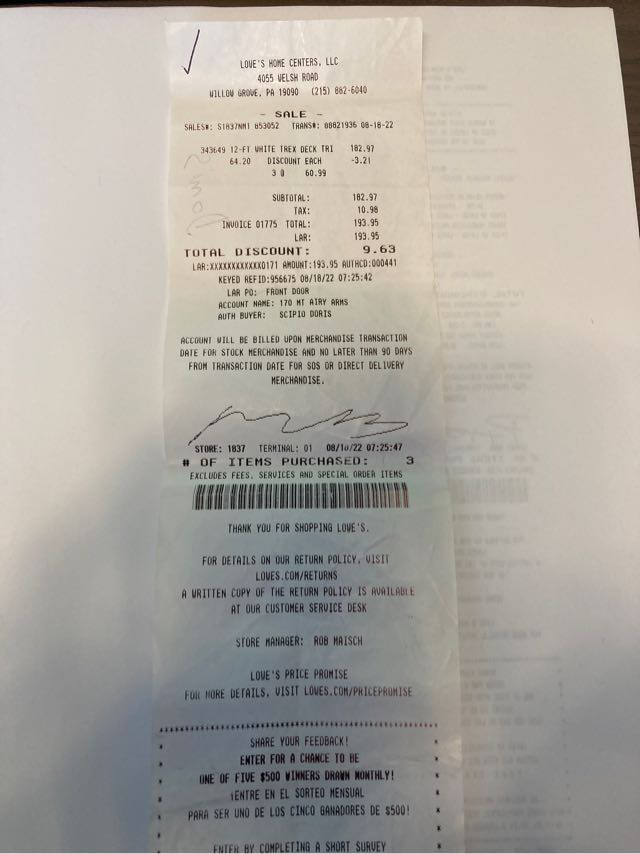 LOWE'S HOME CENTERS, LLC
4055 WELSH ROAD
WILLOW GROVE, PA 19090 (215) 882-6040
- SALE -
SALES#: S1837NM1 853052 TRANS#: 88821936 08-18-22
343649 12-FT WHITE TREX DECK TRI 182.97
64.20 DISCOUNT EACH -3.21
3 @ 60.99
SUBTOTAL: 182.97
TAX: 10.98
INVOICE 01775 TOTAL: 193.95
LAR: 193.95
TOTAL DISCOUNT: 9.63
LAR:XXXXXXXXXXXX0171 AMOUNT:193.95 AUTHCD:000441
KEYED REFID:956675 08/18/22 07:25:42
LAR PO: FRONT DOOR
ACCOUNT NAME: 170 MT AIRY ARMS
AUTH BUYER: SCIPIO DORIS
ACCOUNT WILL BE BILLED UPON MERCHANDISE TRANSACTION
DATE FOR STOCK MERCHANDISE AND NO LATER THAN 90 DAYS
FROM TRANSACTION DATE FOR SOS OR DIRECT DELIVERY
MERCHANDISE.
STORE: 1837 TERMINAL: 01 08/18/22 07:25:47
# OF ITEMS PURCHASED: 3
EXCLUDES FEES, SERVICES AND SPECIAL ORDER ITEMS
THANK YOU FOR SHOPPING LOWE'S.
FOR DETAILS ON OUR RETURN POLICY, VISIT
LOWES.COM/RETURNS
A WRITTEN COPY OF THE RETURN POLICY IS AVAILABLE
AT OUR CUSTOMER SERVICE DESK
STORE MANAGER: ROB MAISCH
LOWE'S PRICE PROMISE
FOR MORE DETAILS, VISIT LOWES.COM/PRICEPROMISE
SHARE YOUR FEEDBACK!
ENTER FOR A CHANCE TO BE
ONE OF FIVE $500 WINNERS DRAWN MONTHLY!
¡ENTRE EN EL SORTEO MENSUAL
PARA SER UNO DE LOS CINCO GANADORES DE $500!
ENTER BY COMPLETING A SHORT SURVEY